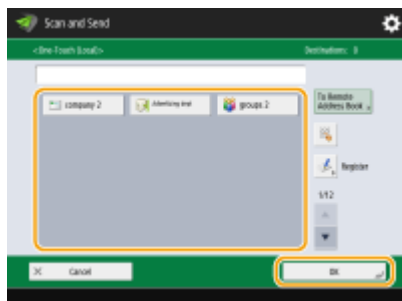 Scan and Send
<One-Touch (Local)>
Destinations: 0
To Remote
Address Book
company 2
Advertising dest
groups 2
Register
1/12
Cancel
OK